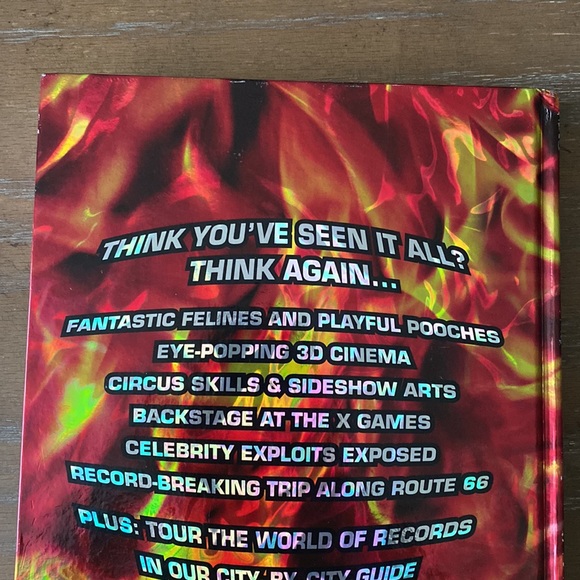 THINK YOU'VE SEEN IT ALL?
THINK AGAIN...
FANTASTIC FELINES AND PLAYFUL POOCHES
EYE-POPPING 3D CINEMA
CIRCUS SKILLS & SIDESHOW ARTS
BACKSTAGE AT THE X GAMES
CELEBRITY EXPLOITS EXPOSED
RECORD-BREAKING TRIP ALONG ROUTE 66
PLUS: TOUR THE WORLD OF RECORDS
IN OUR CITY-BY-CITY GUIDE